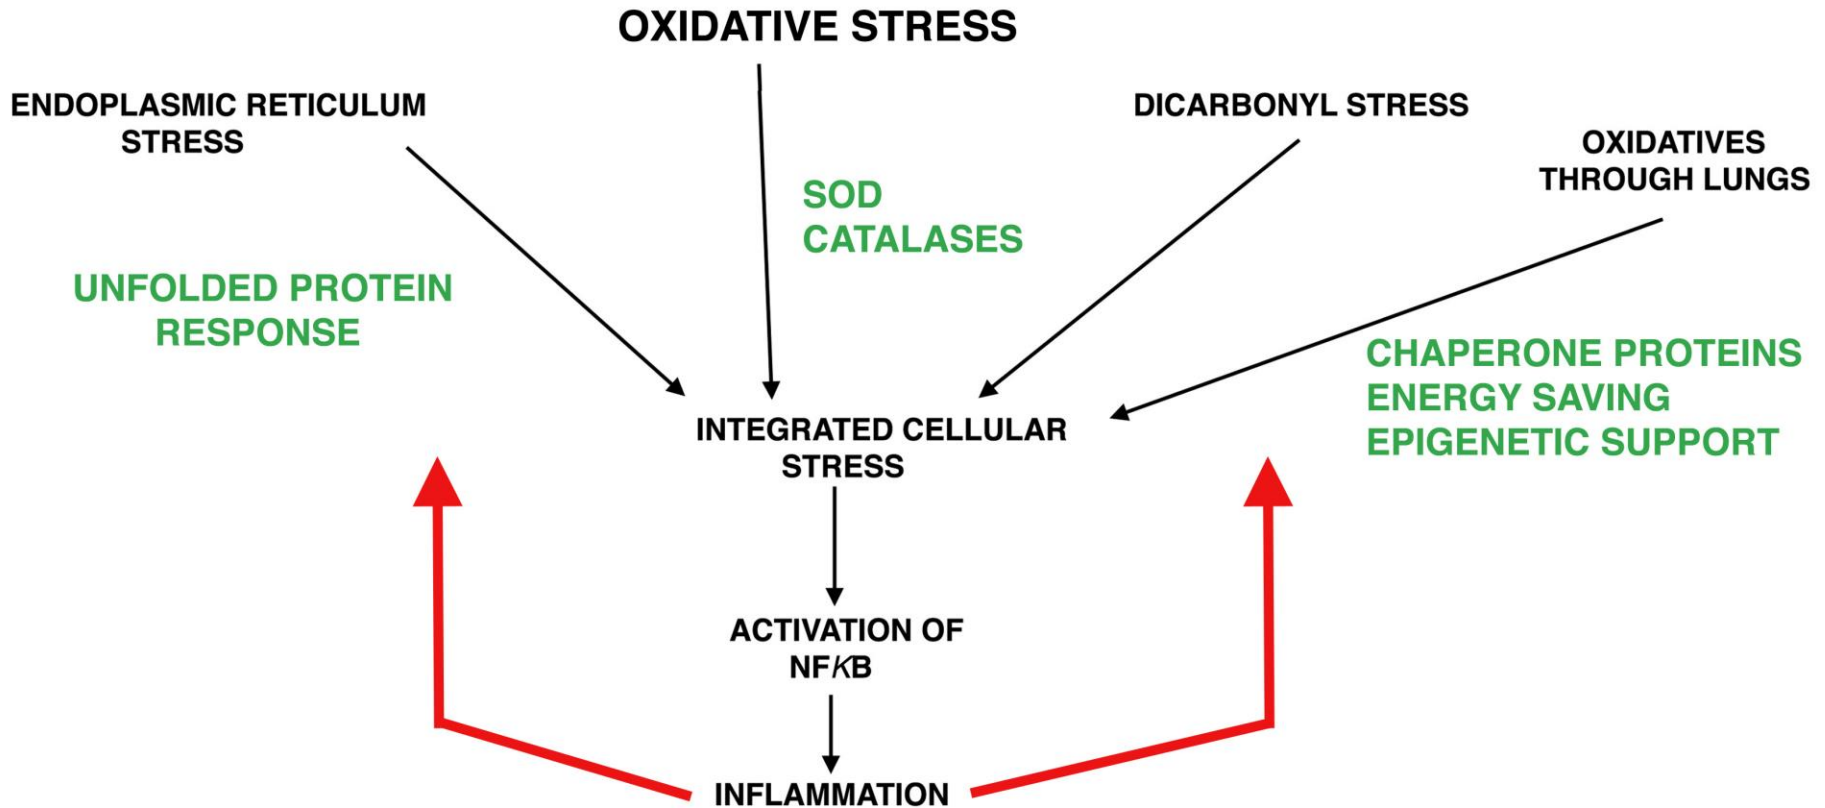 OXIDATIVE STRESS
ENDOPLASMIC RETICULUM
STRESS
DICARBONYL STRESS
OXIDATIVES
THROUGH LUNGS
SOD
CATALASES
UNFOLDED PROTEIN
RESPONSE
CHAPERONE PROTEINS
ENERGY SAVING
EPIGENETIC SUPPORT
INTEGRATED CELLULAR
STRESS
ACTIVATION OF
NFKB
INFLAMMATION